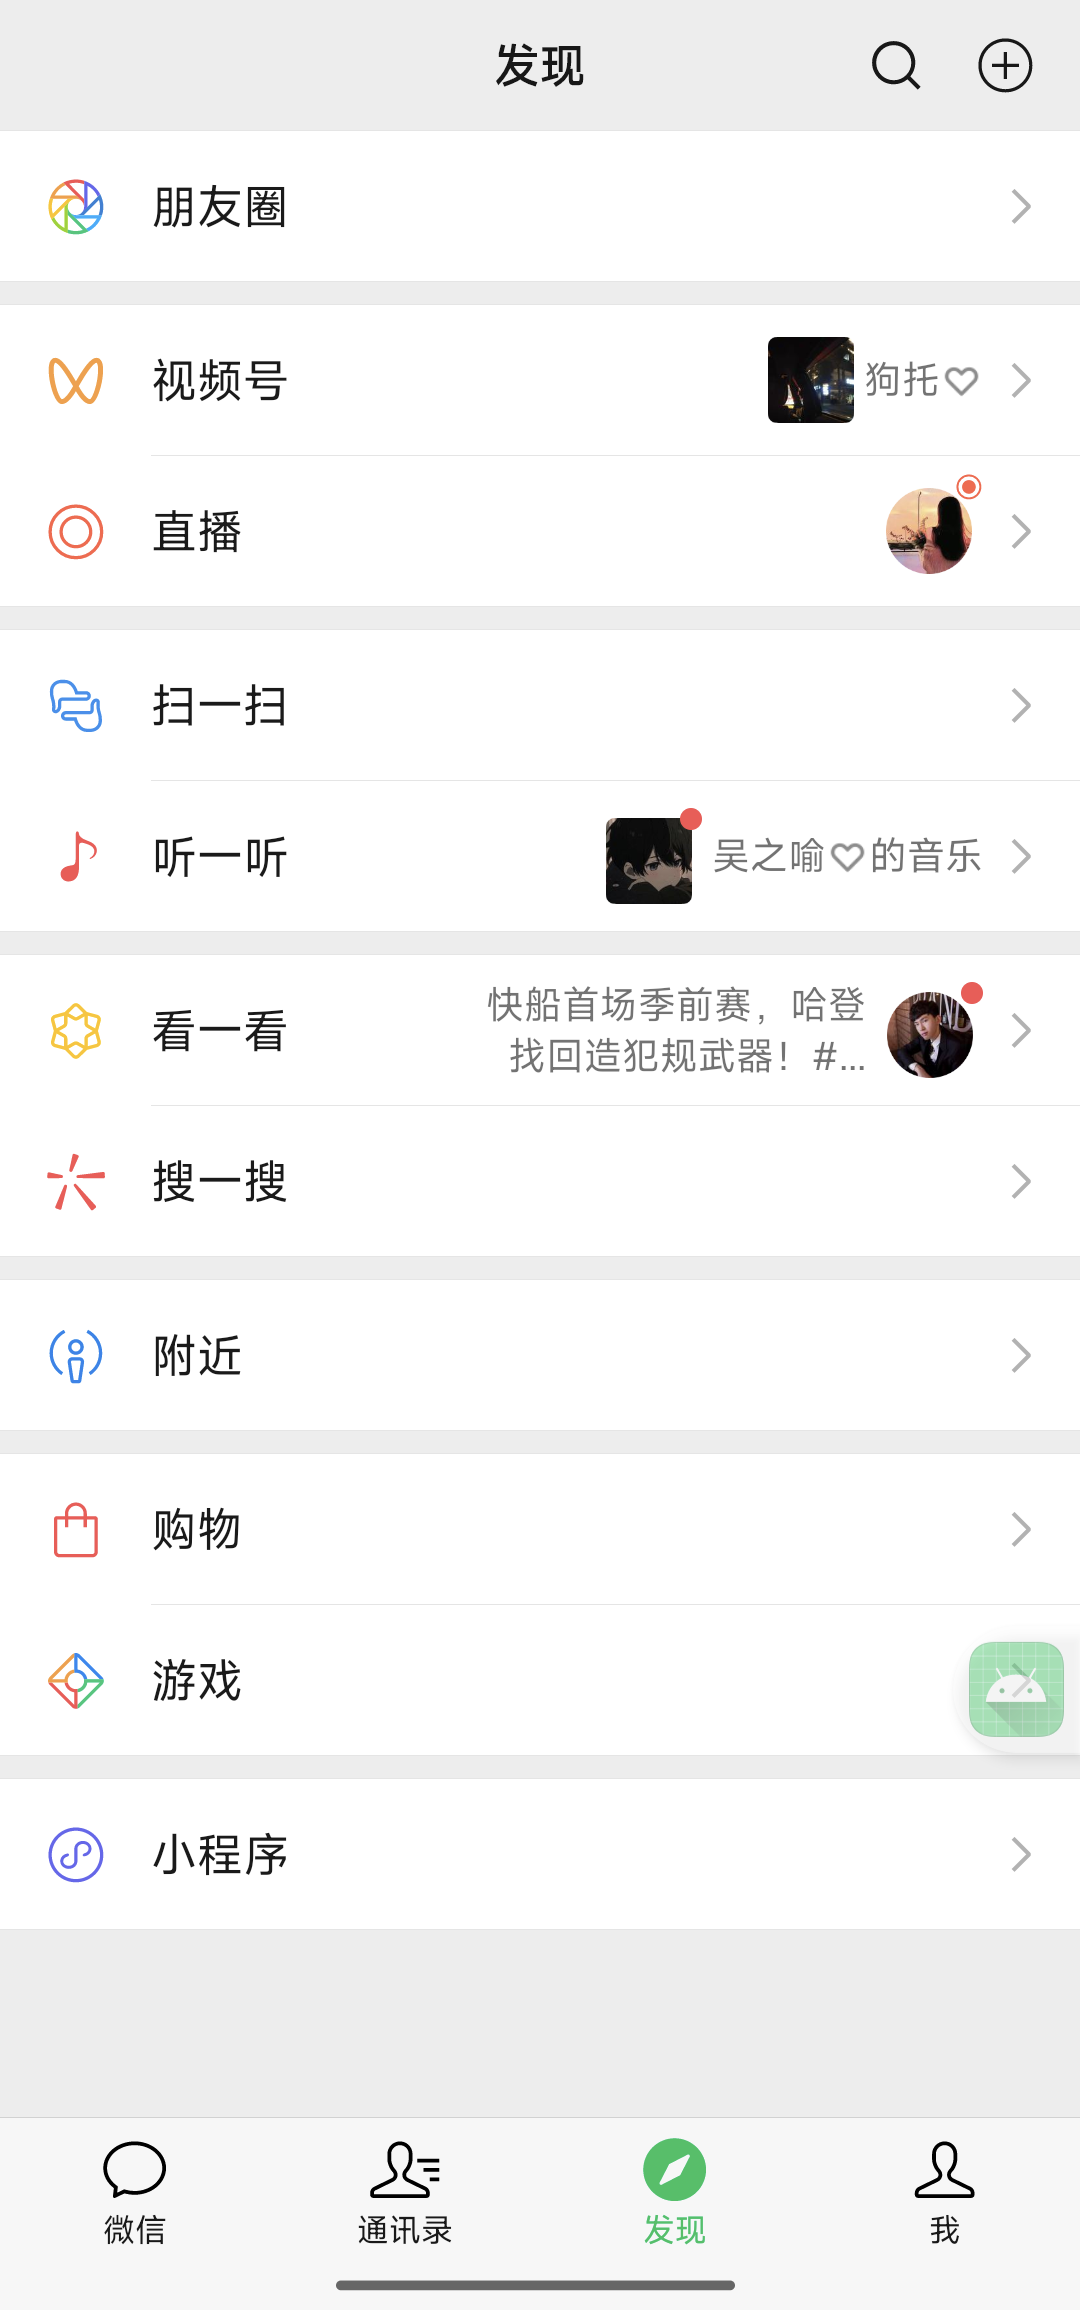 发现
朋友圈
视频号
狗托♡
直播
扫一扫
听一听
吴之喻♡的音乐
看一看
快船首场季前赛，哈登
找回造犯规武器！#...
搜一搜
附近
购物
游戏
小程序
微信
通讯录
发现
我